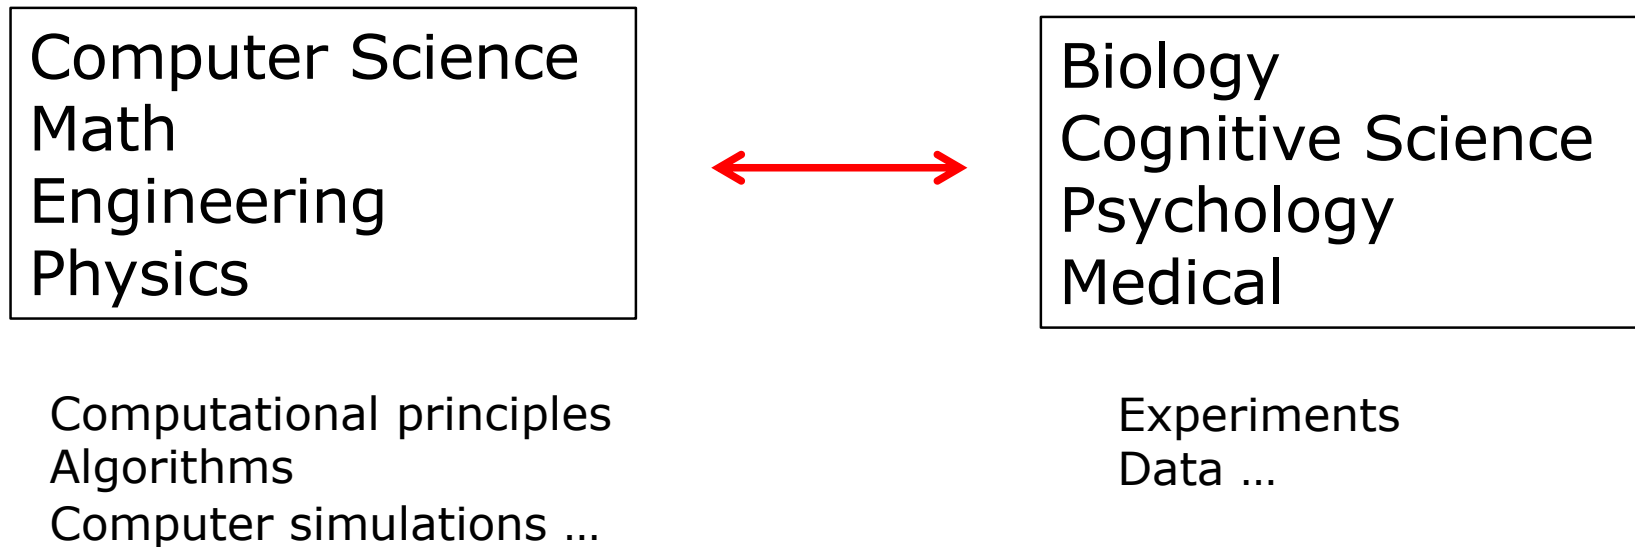 Computer Science
Math
Engineering
Physics
Biology
Cognitive Science
Psychology
Medical
Computational principles
Algorithms
Computer simulations …
Experiments
Data …